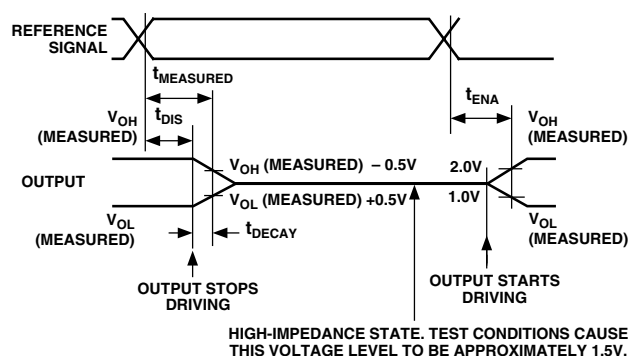 REFERENCE
SIGNAL
tMEASURED
tENA
VOH
(MEASURED)
tDIS
VOH
(MEASURED)
VOH (MEASURED) – 0.5V
2.0V
OUTPUT
VOL (MEASURED) +0.5V
1.0V
VOL
(MEASURED)
tDECAY
VOL
(MEASURED)
OUTPUT STOPS
DRIVING
OUTPUT STARTS
DRIVING
HIGH-IMPEDANCE STATE. TEST CONDITIONS CAUSE
THIS VOLTAGE LEVEL TO BE APPROXIMATELY 1.5V.